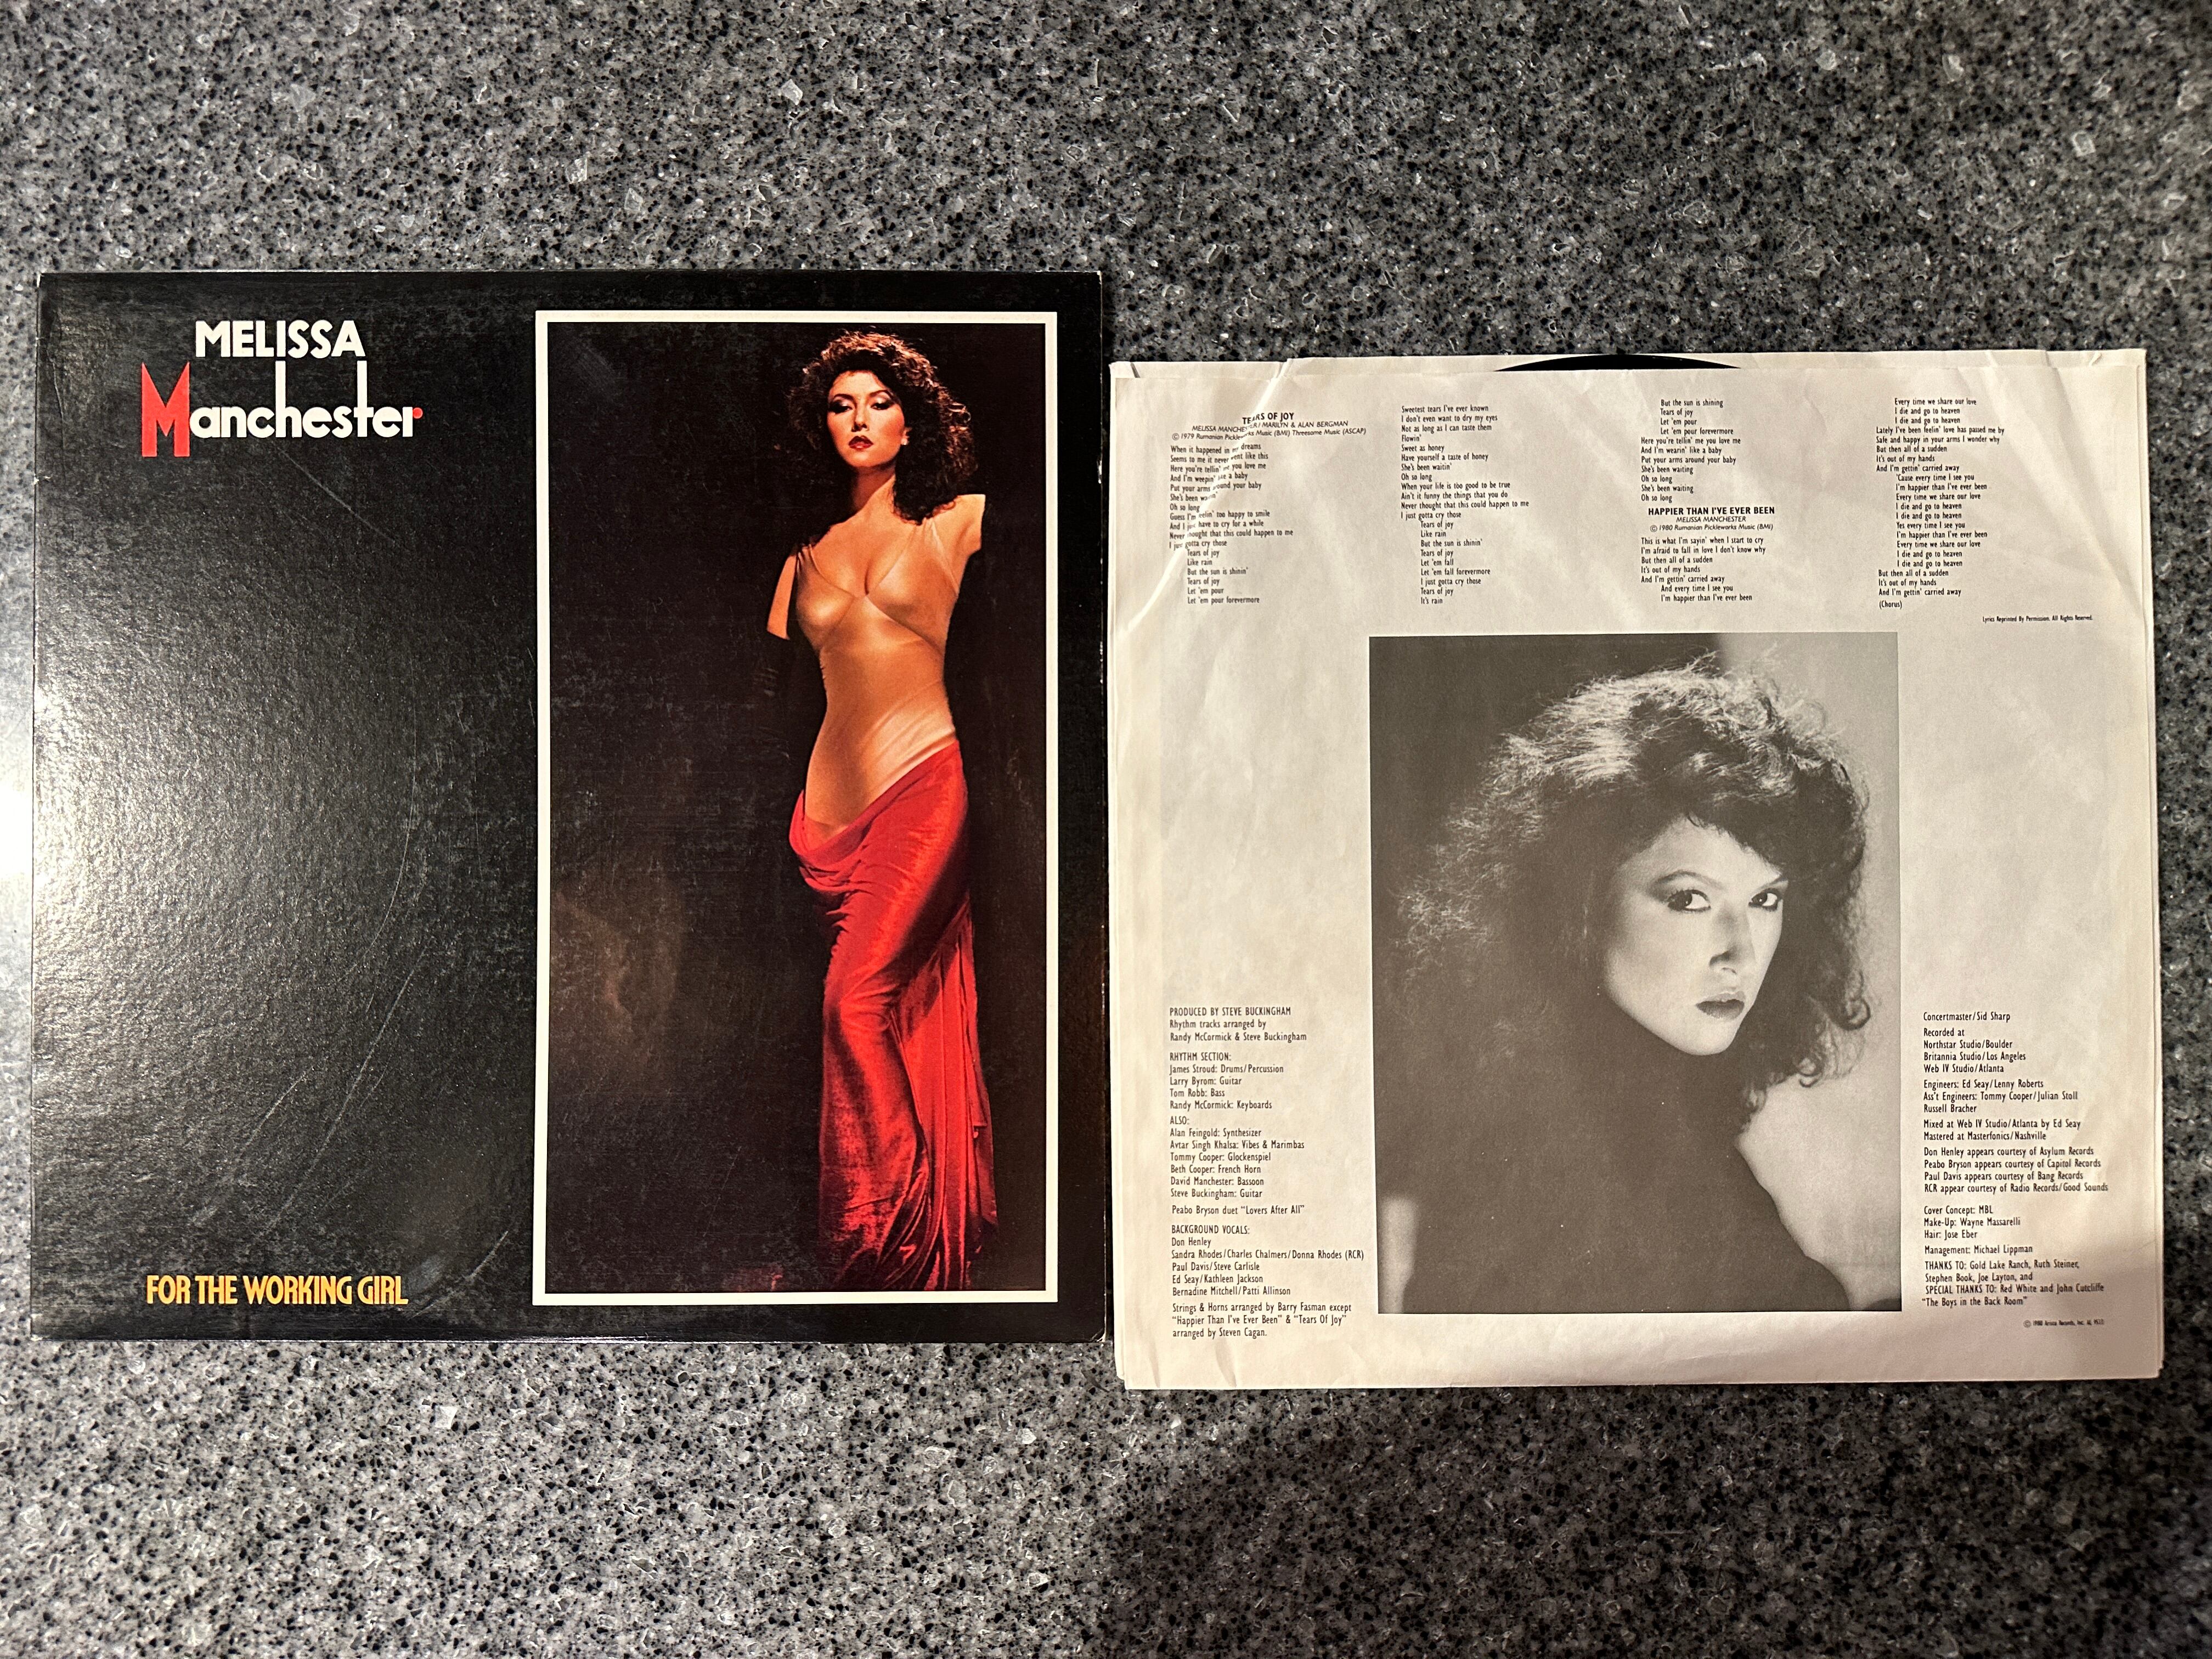 MELISSA
Manchester
FOR THE WORKING GIRL
TEARS OF JOY
MELISSA MANCHESTER/ MARILYN & ALAN BERGMAN
© 1979 Rumanian Pickleworks Music (BMI) Threesome Music (ASCAP)
When it happened in my dreams
Seems to me it never went like this
Here you're tellin' me you love me
And I'm weepin' like a baby
Put your arms around your baby
She's been waitin'
Oh so long
Guess I'm feelin' too happy to smile
And I just have to cry for a while
Never thought that this could happen to me
I just gotta cry those
Tears of joy
Like rain
But the sun is shinin'
Tears of joy
Let 'em pour
Let 'em pour forevermore
Sweetest tears I've ever known
I don't even want to dry my eyes
Not as long as I can taste them
Flowin'
Sweet as honey
Have yourself a taste of honey
She's been waitin'
Oh so long
When your life is too good to be true
Ain't it funny the things that you do
Never thought that this could happen to me
I just gotta cry those
Tears of joy
Like rain
But the sun is shinin'
Tears of joy
Let 'em fall
Let 'em fall forevermore
I just gotta cry those
Tears of joy
It's rain
But the sun is shining
Tears of joy
Let 'em pour
Let 'em pour forevermore
Here you're tellin' me you love me
And I'm wearin' like a baby
Put your arms around your baby
She's been waiting
Oh so long
She's been waiting
Oh so long
HAPPIER THAN I'VE EVER BEEN
MELISSA MANCHESTER
© 1980 Rumanian Pickleworks Music (BMI)
This is what I'm sayin' when I start to cry
I'm afraid to fall in love I don't know why
But then all of a sudden
It's out of my hands
And I'm gettin' carried away
And every time I see you
I'm happier than I've ever been
Every time we share our love
I die and go to heaven
I die and go to heaven
Lately I've been feelin' love has passed me by
Safe and happy in your arms I wonder why
But then all of a sudden
It's out of my hands
And I'm gettin' carried away
'Cause every time I see you
I'm happier than I've ever been
Every time we share our love
I die and go to heaven
I die and go to heaven
Yes every time I see you
I'm happier than I've ever been
Every time we share our love
I die and go to heaven
I die and go to heaven
But then all of a sudden
It's out of my hands
And I'm gettin' carried away
(Chorus)
Lyrics Reprinted By Permission. All Rights Reserved.
PRODUCED BY STEVE BUCKINGHAM
Rhythm tracks arranged by
Randy McCormick & Steve Buckingham
RHYTHM SECTION:
James Stroud: Drums/Percussion
Larry Byrom: Guitar
Tom Robb: Bass
Randy McCormick: Keyboards
ALSO:
Alan Feingold: Synthesizer
Avtar Singh Khalsa: Vibes & Marimbas
Tommy Cooper: Glockenspiel
Beth Cooper: French Horn
David Manchester: Bassoon
Steve Buckingham: Guitar
Peabo Bryson duet "Lovers After All"
BACKGROUND VOCALS:
Don Henley
Sandra Rhodes/Charles Chalmers/Donna Rhodes (RCR)
Paul Davis/Steve Carlisle
Ed Seay/Kathleen Jackson
Bernadine Mitchell/Patti Allinson
Strings & Horns arranged by Barry Fasman except
"Happier Than I've Ever Been" & "Tears Of Joy"
arranged by Steven Cagan.
Concertmaster/Sid Sharp
Recorded at
Northstar Studio/Boulder
Britannia Studio/Los Angeles
Web IV Studio/Atlanta
Engineers: Ed Seay/Lenny Roberts
Ass't Engineers: Tommy Cooper/Julian Stoll
Russell Bracher
Mixed at Web IV Studio/Atlanta by Ed Seay
Mastered at Masterfonics/Nashville
Don Henley appears courtesy of Asylum Records
Peabo Bryson appears courtesy of Capitol Records
Paul Davis appears courtesy of Bang Records
RCR appear courtesy of Radio Records/Good Sounds
Cover Concept: MBL
Make-Up: Wayne Massarelli
Hair: Jose Eber
Management: Michael Lippman
THANKS TO: Gold Lake Ranch, Ruth Steiner,
Stephen Book, Joe Layton, and
SPECIAL THANKS TO: Red White and John Cutcliffe
"The Boys in the Back Room"
© 1980 Arista Records, Inc. AL 9533